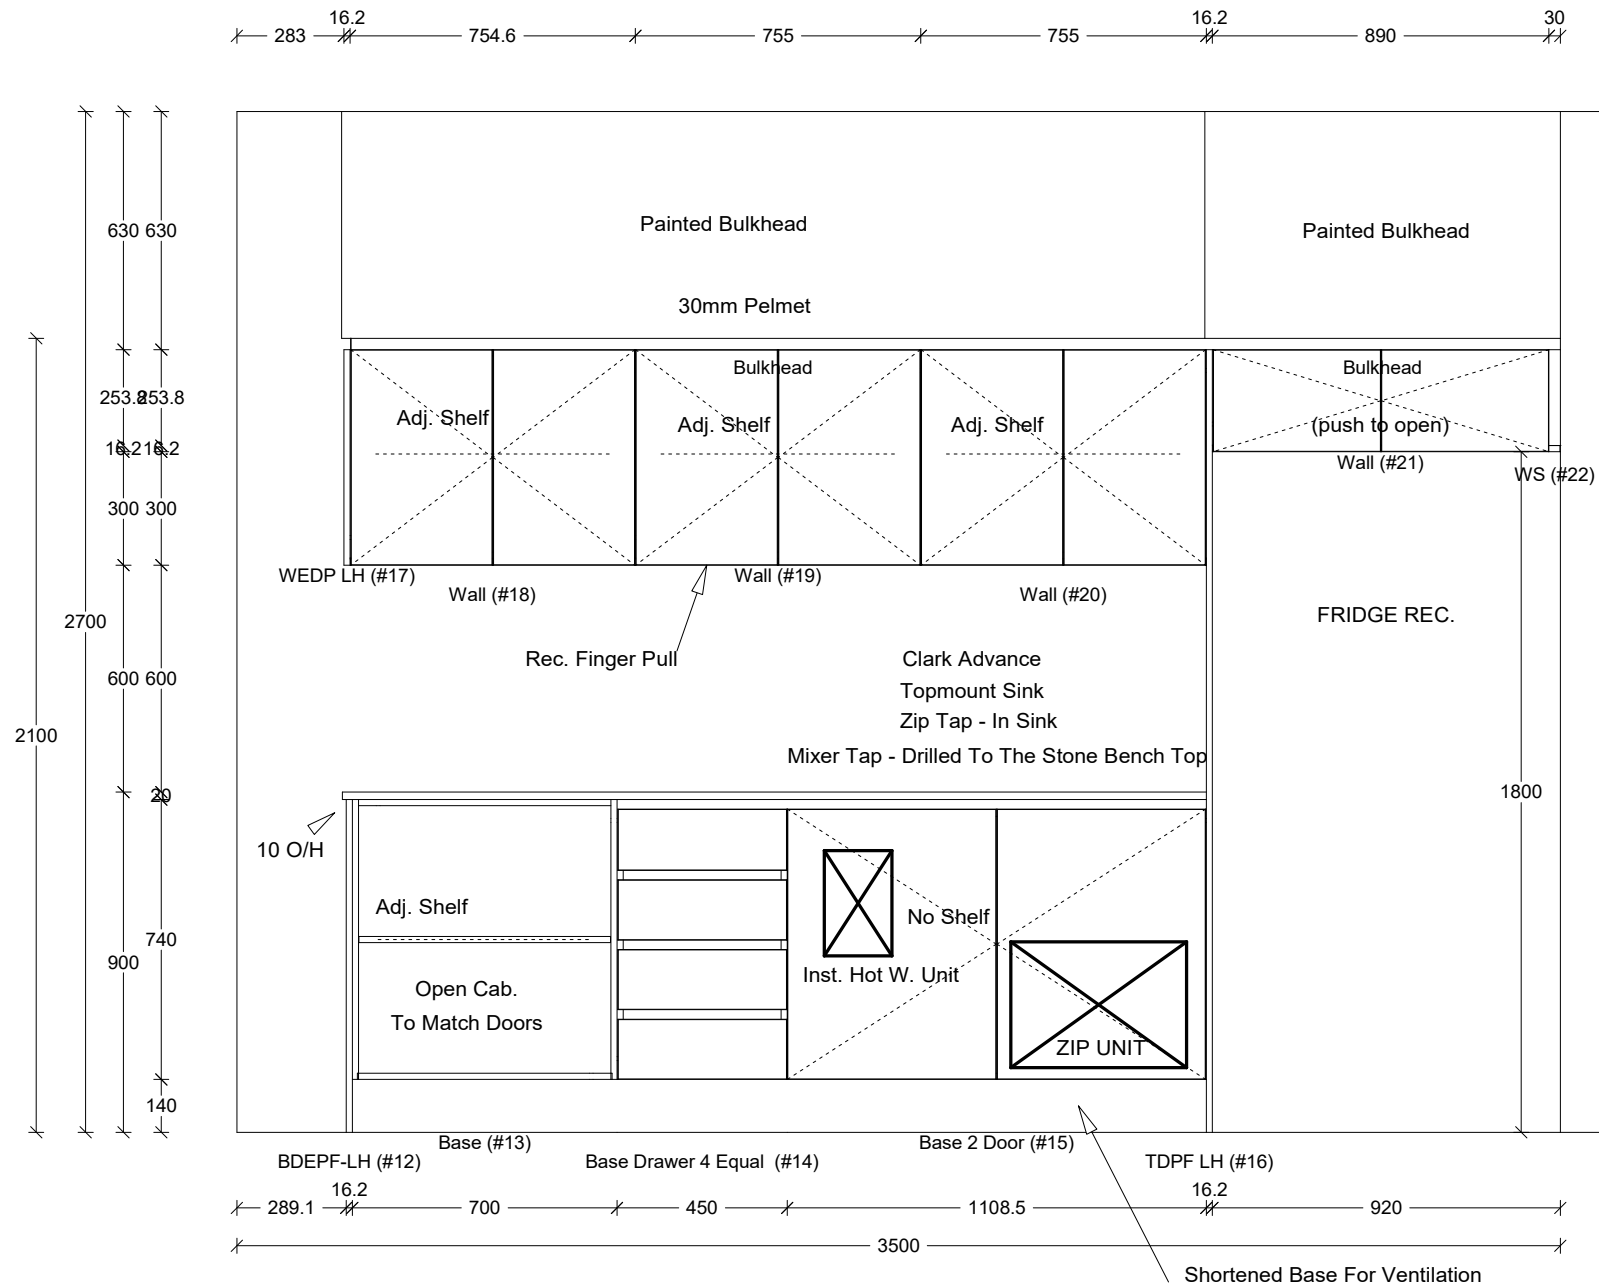 16.2 16.2 30
283 754.6 755 755 890
630 630
Painted Bulkhead
Painted Bulkhead
30mm Pelmet
Bulkhead
Bulkhead
253.8 253.8
Adj. Shelf
Adj. Shelf
Adj. Shelf
(push to open)
16.2 16.2
Wall (#21)
WS (#22)
300 300
WEDP LH (#17)
Wall (#18)
Wall (#19)
Wall (#20)
2700
FRIDGE REC.
Rec. Finger Pull
600 600
Clark Advance
Topmount Sink
Zip Tap - In Sink
2100
Mixer Tap - Drilled To The Stone Bench Top
20
1800
10 O/H
Adj. Shelf
No Shelf
740
900
Inst. Hot W. Unit
Open Cab.
To Match Doors
ZIP UNIT
140
Base (#13)
Base 2 Door (#15)
BDEPF-LH (#12)
Base Drawer 4 Equal (#14)
TDPF LH (#16)
16.2 16.2
289.1 700 450 1108.5 920
3500
Shortened Base For Ventilation